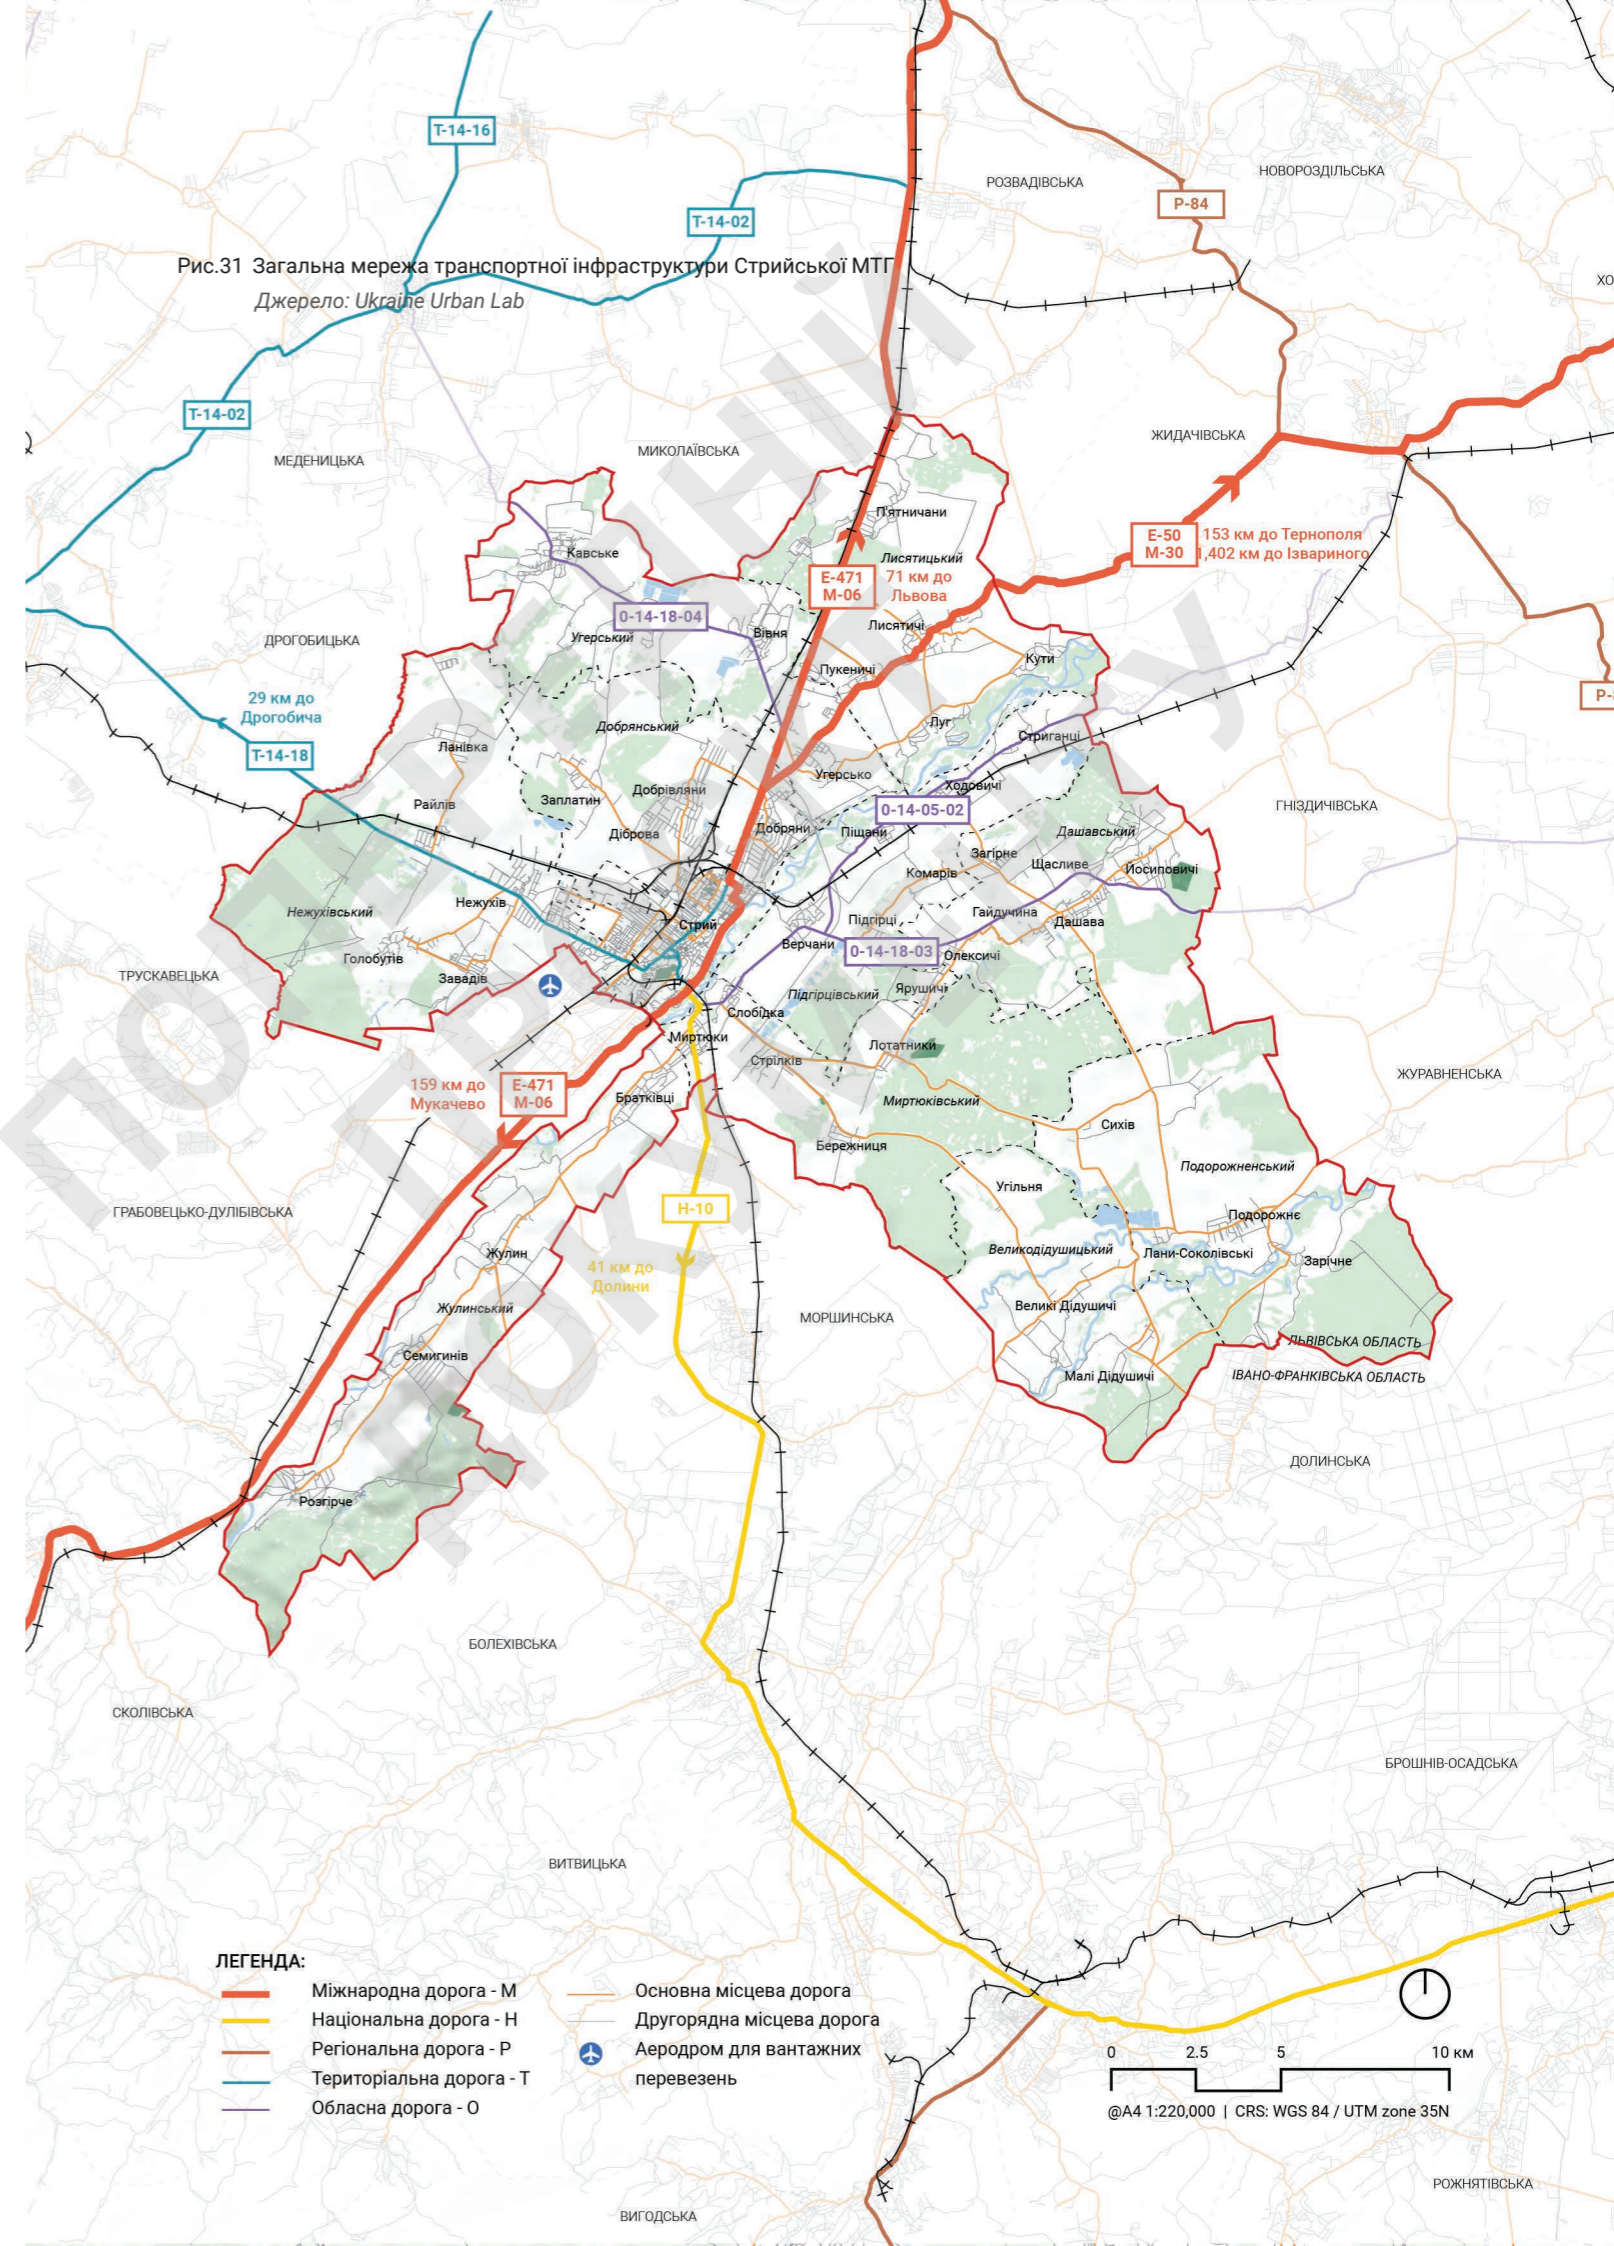 Т-14-16
РОЗВАДІВСЬКА
НОВОРОЗДІЛЬСЬКА
Р-84
Т-14-02
Рис.31 Загальна мережа транспортної інфраструктури Стрийської МТГ
Джерело: Ukraine Urban Lab
Т-14-02
МЕДЕНИЦЬКА
МИКОЛАЇВСЬКА
ЖИДАЧІВСЬКА
П'ятничани
Кавське
Лисятицький
Е-50
М-30
153 км до Тернополя
1,402 км до Ізвариного
Е-471
М-06
71 км до
Львова
0-14-18-04
Угерський
Вівня
Лисятичі
ДРОГОБИЦЬКА
Пукеничі
Кути
29 км до
Дрогобича
Т-14-18
Ланівка
Добрянський
Луг
Стриганці
Угерсько
Ходовичі
Райлів
Заплатин
Добрівляни
0-14-05-02
ГНІЗДИЧІВСЬКА
Діброва
Добряни
Піщани
Дашавський
Загірне
Щасливе
Йосиповичі
Комарів
Нежухівський
Нежухів
Стрий
Підгірці
Гайдучина
Дашава
Верчани
0-14-18-03
Олексичі
Голобутів
Завадів
ТРУСКАВЕЦЬКА
Підгірцівський
Ярушичі
Слобідка
Миртюки
Стрілків
Лотатники
159 км до
Мукачево
Е-471
М-06
Братківці
Миртюківський
ЖУРАВНЕНСЬКА
Сихів
Бережниця
Подорожненський
Угільня
ГРАБОВЕЦЬКО-ДУЛІБІВСЬКА
Н-10
Подорожнє
Жулин
41 км до
Долини
Великодідушицький
Лани-Соколівські
Зарічне
Жулинський
МОРШИНСЬКА
Великі Дідушичі
Семигинів
ЛЬВІВСЬКА ОБЛАСТЬ
Малі Дідушичі
ІВАНО-ФРАНКІВСЬКА ОБЛАСТЬ
ДОЛИНСЬКА
Розгірче
БОЛЕХІВСЬКА
СКОЛІВСЬКА
БРОШНІВ-ОСАДСЬКА
ВИТВИЦЬКА
ЛЕГЕНДА:
Міжнародна дорога - М
Національна дорога - Н
Регіональна дорога - Р
Територіальна дорога - Т
Обласна дорога - О
Основна місцева дорога
Другорядна місцева дорога
Аеродром для вантажних
перевезень
0 2.5 5 10 км
@A4 1:220,000 | CRS: WGS 84 / UTM zone 35N
РОЖНЯТІВСЬКА
ВИГОДСЬКА
ПОПЕРЕДНІЙ
ПРОЄКТ
ДОКУМЕНТУ